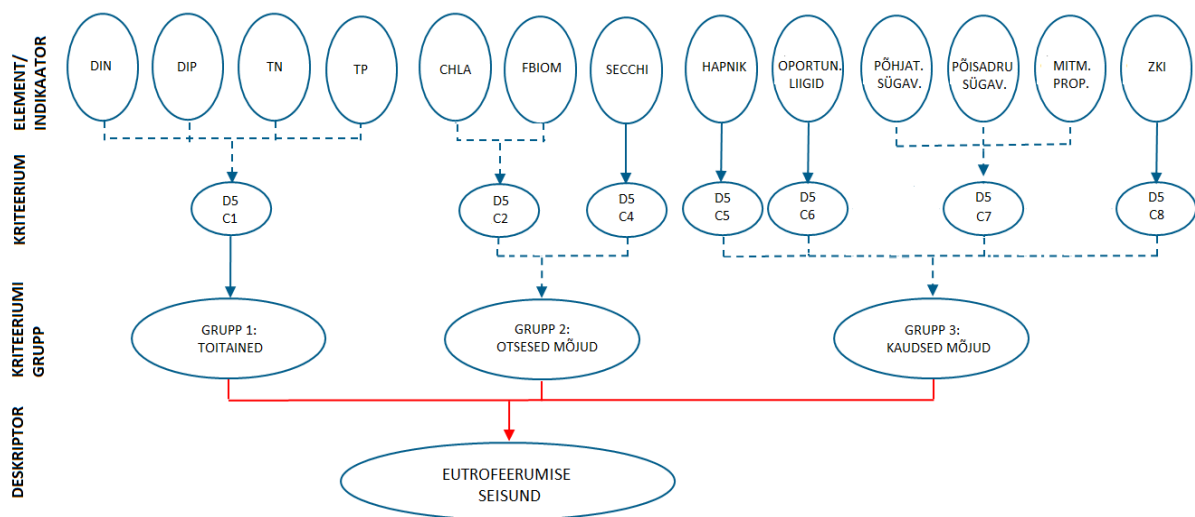 ELEMENT/
INDIKAATOR
DIN
DIP
TN
TP
CHLA
FBIOM
SECCHI
HAPNIK
OPORTUN.
LIIGID
PÕHJAT.
SÜGAV.
PÕISADRU
SÜGAV.
MITM.
PROP.
ZKI
KRITEERIUM
D5
C1
D5
C2
D5
C4
D5
C5
D5
C6
D5
C7
D5
C8
KRITEERIUMI
GRUPP
GRUPP 1:
TOITAINED
GRUPP 2:
OTSESED MÕJUD
GRUPP 3:
KAUDSED MÕJUD
DESKRIPTOR
EUTROFEERUMISE
SEISUND